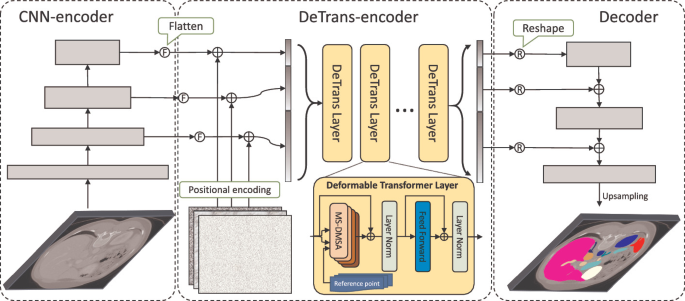 CNN-encoder
DeTrans-encoder
Decoder
Flatten
Reshape
F
F
F
R
R
R
DeTrans Layer
DeTrans Layer
...
DeTrans Layer
Positional encoding
Deformable Transformer Layer
MS-DMSA
Layer Norm
Feed Forward
Layer Norm
Reference point
Upsampling